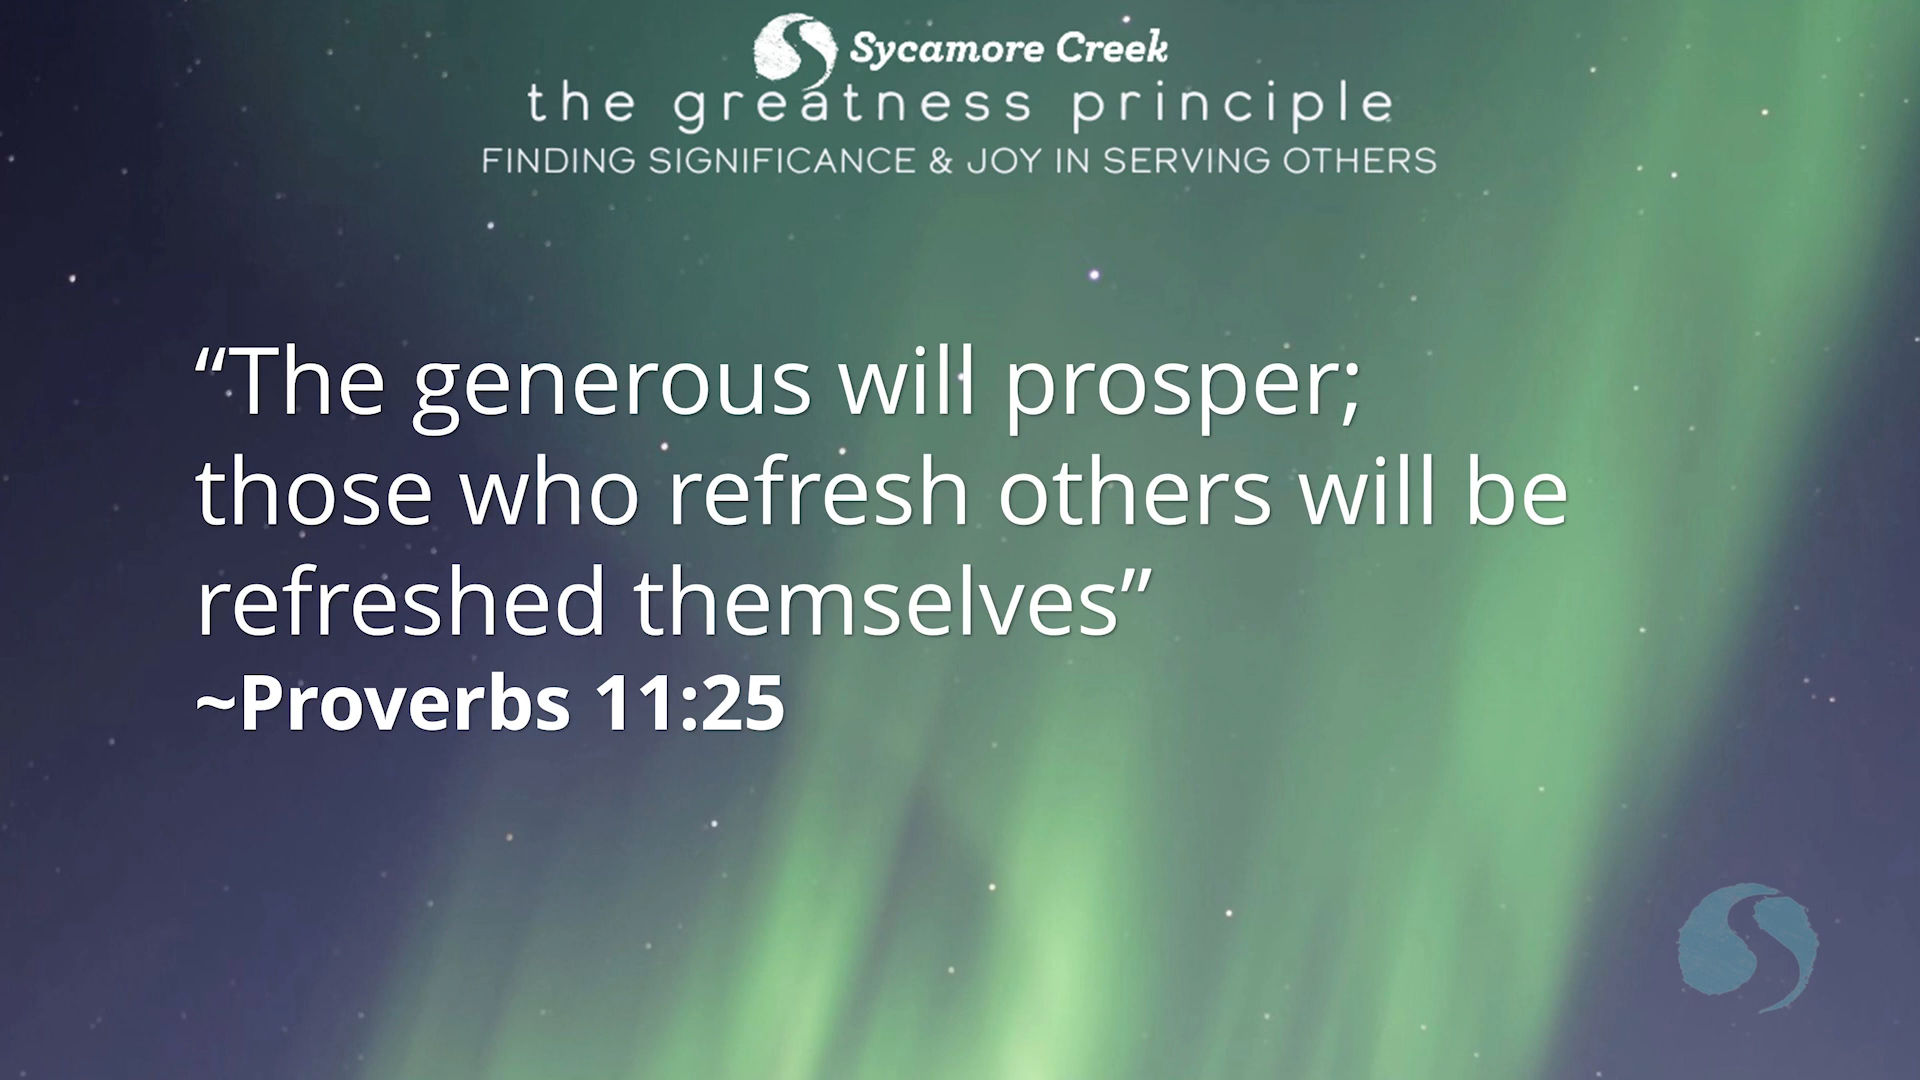 Sycamore Creek
the greatness principle
FINDING SIGNIFICANCE & JOY IN SERVING OTHERS
“The generous will prosper;
those who refresh others will be
refreshed themselves”
~Proverbs 11:25